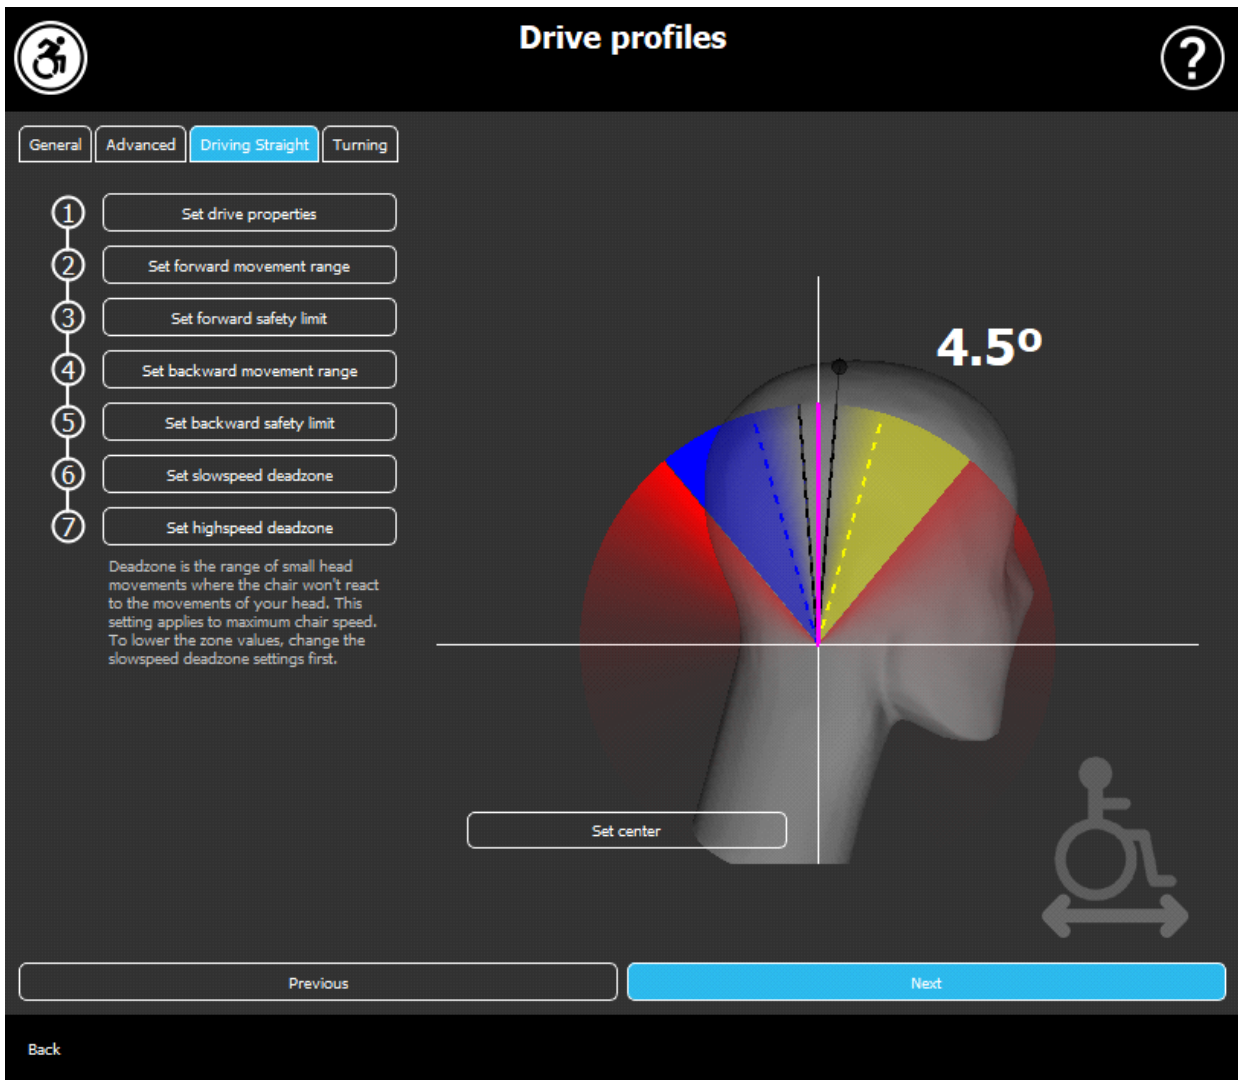 Drive profiles
?
General
Advanced
Driving Straight
Turning
1
Set drive properties
2
Set forward movement range
3
Set forward safety limit
4
Set backward movement range
5
Set backward safety limit
6
Set slowspeed deadzone
7
Set highspeed deadzone
Deadzone is the range of small head
movements where the chair won't react
to the movements of your head. This
setting applies to maximum chair speed.
To lower the zone values, change the
slowspeed deadzone settings first.
4.5º
Set center
Previous
Next
Back